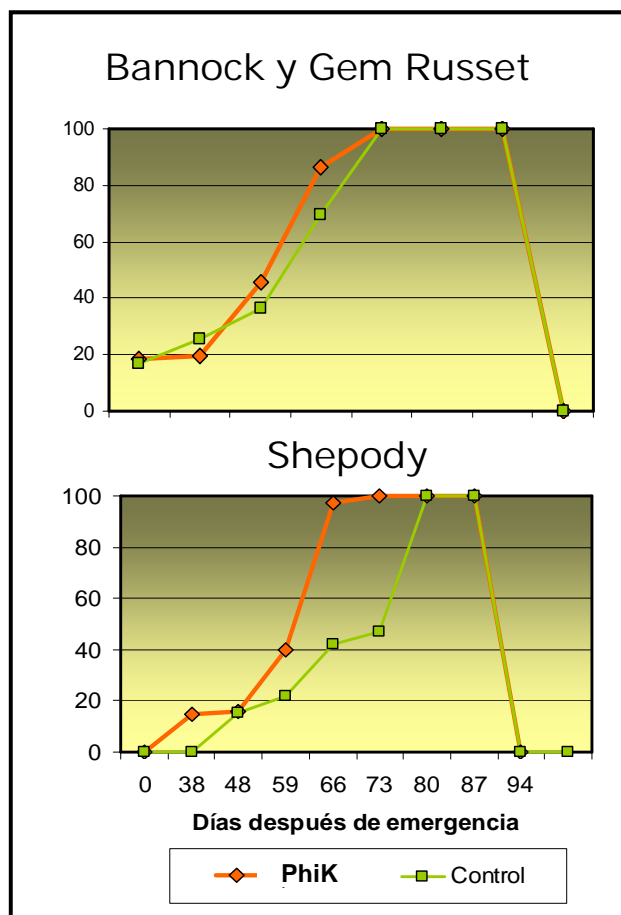 Bannock y Gem Russet
100
80
60
40
20
0
Shepody
100
80
60
40
20
0
0 38 48 59 66 73 80 87 94
Días después de emergencia
PhiK Control